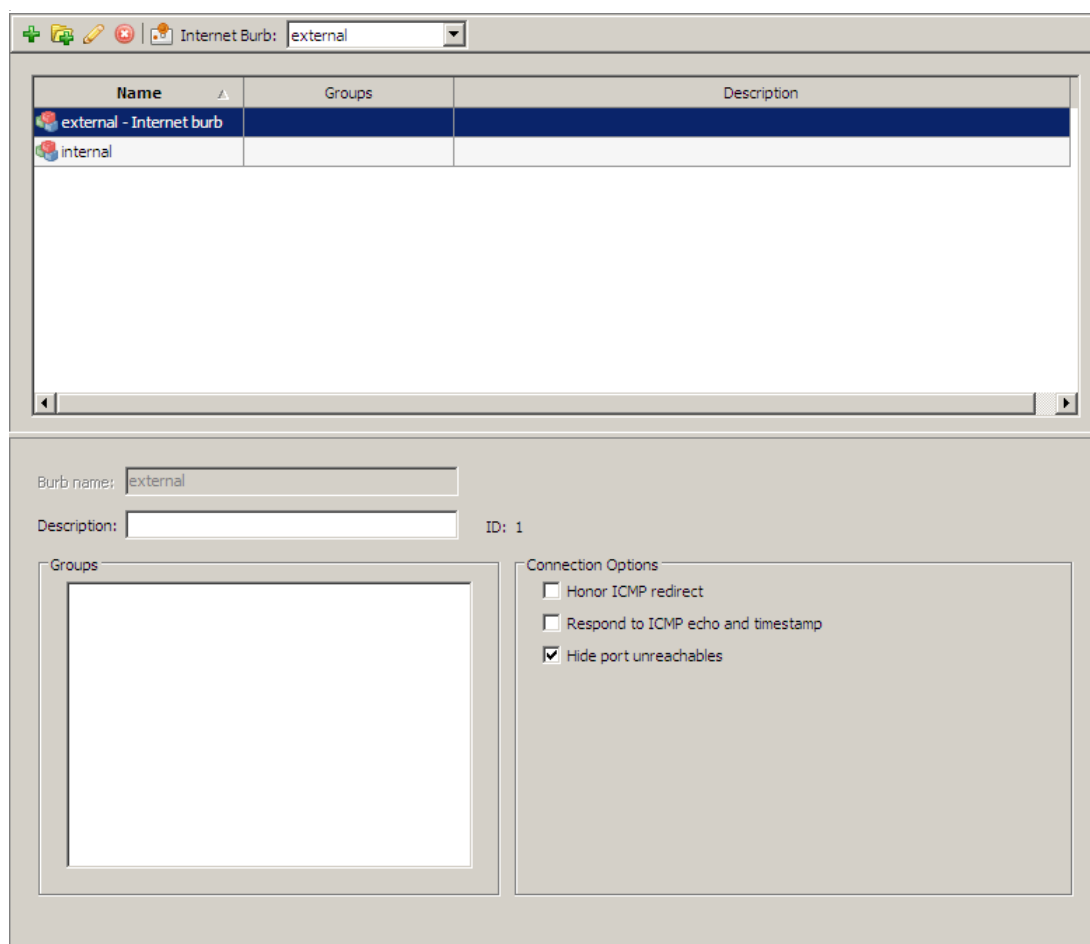 Internet Burb: external
Name Groups Description
external - Internet burb
internal
Burb name: external
Description: ID: 1
Groups
Connection Options
Honor ICMP redirect
Respond to ICMP echo and timestamp
Hide port unreachables